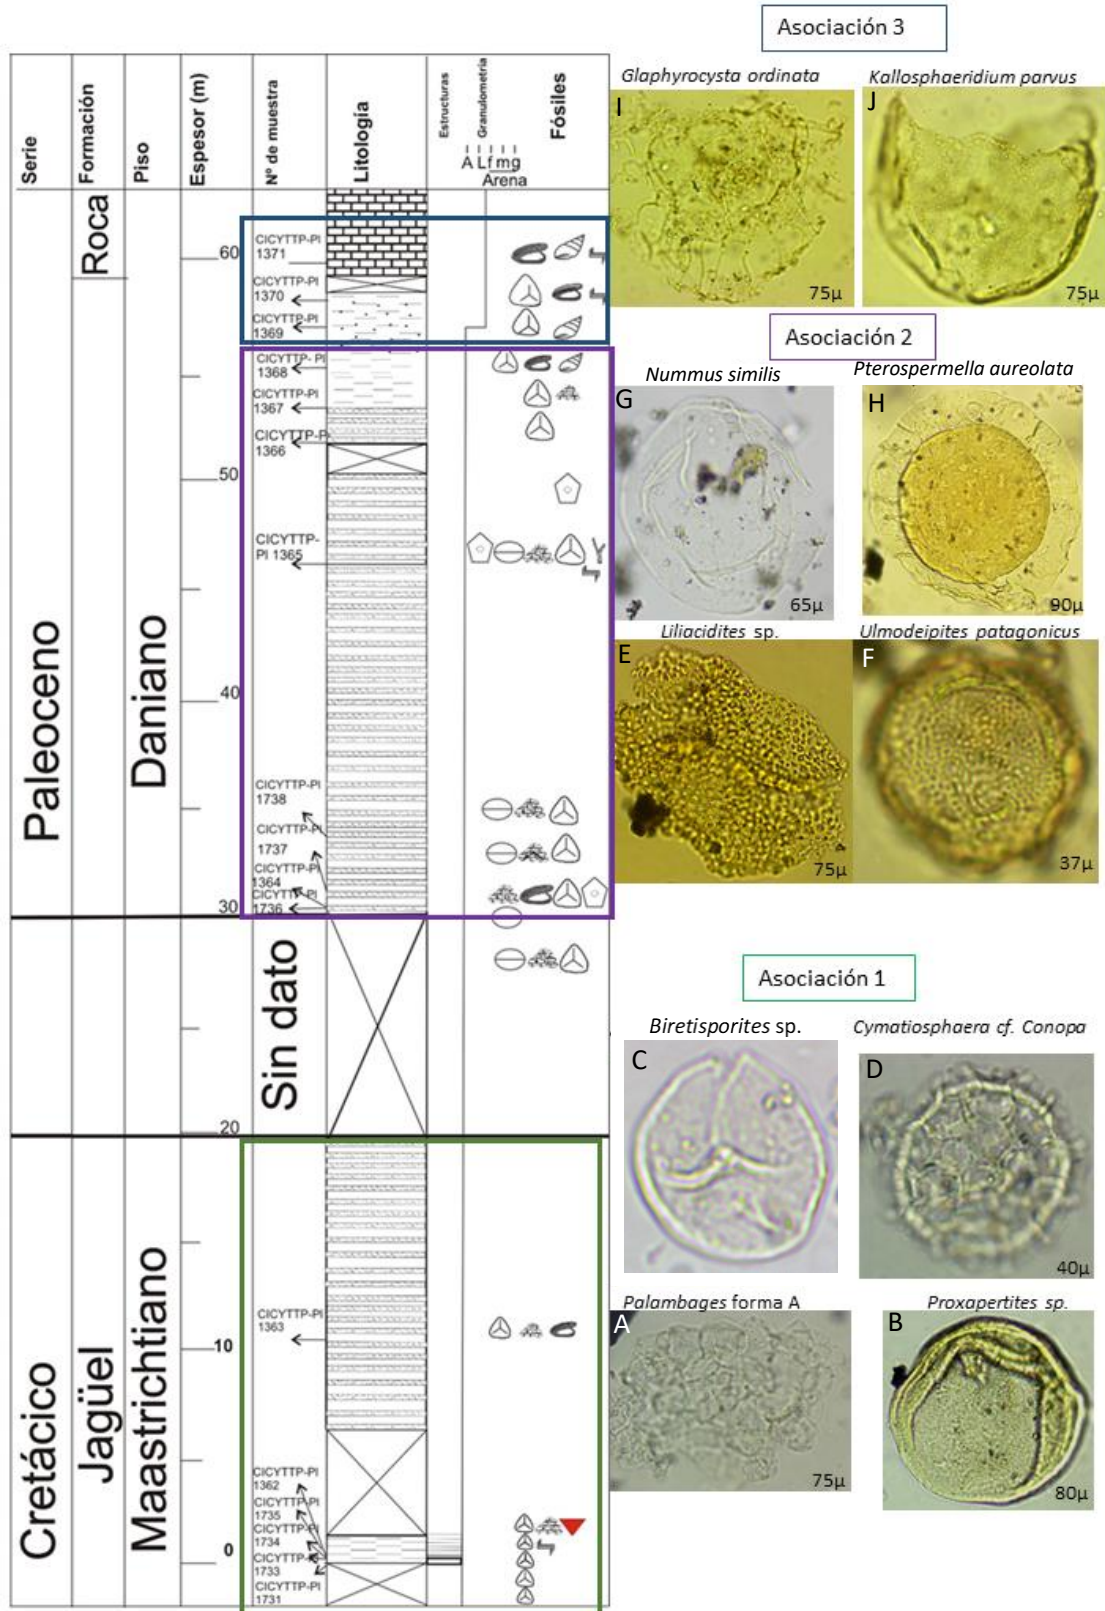 Asociación 3
Serie
Formación
Piso
Espesor (m)
Nº de muestra
Litología
Estructuras
Granulometría
Fósiles
A L f m g
Arena
Glaphyrocysta ordinata
Kallosphaeridium parvus
I
J
75µ
75µ
Roca
60
CICYTTP-PI
1371
CICYTTP-PI
1370
CICYTTP-PI
1369
Asociación 2
Nummus similis
Pterospermella aureolata
G
H
65µ
90µ
Liliacidites sp.
Ulmodeipites patagonicus
E
F
75µ
37µ
CICYTTP- PI
1368
CICYTTP-PI
1367
CICYTTP-P
1366
50
CICYTTP-
PI 1365
Paleoceno
Daniano
40
CICYTTP-PI
1738
CICYTTP-PI
1737
CICYTTP-PI
1364
CICYTTP-PI
1736
30
Sin dato
20
Asociación 1
Biretisporites sp.
Cymatiosphaera cf. Conopa
C
D
40µ
Palambages forma A
Proxapertites sp.
A
B
75µ
80µ
Cretácico
Jagüel
Maastrichtiano
CICYTTP-PI
1363
10
CICYTTP-PI
1362
CICYTTP-PI
1735
CICYTTP-PI
1734
CICYTTP-PI
1733
CICYTTP-PI
1731
0